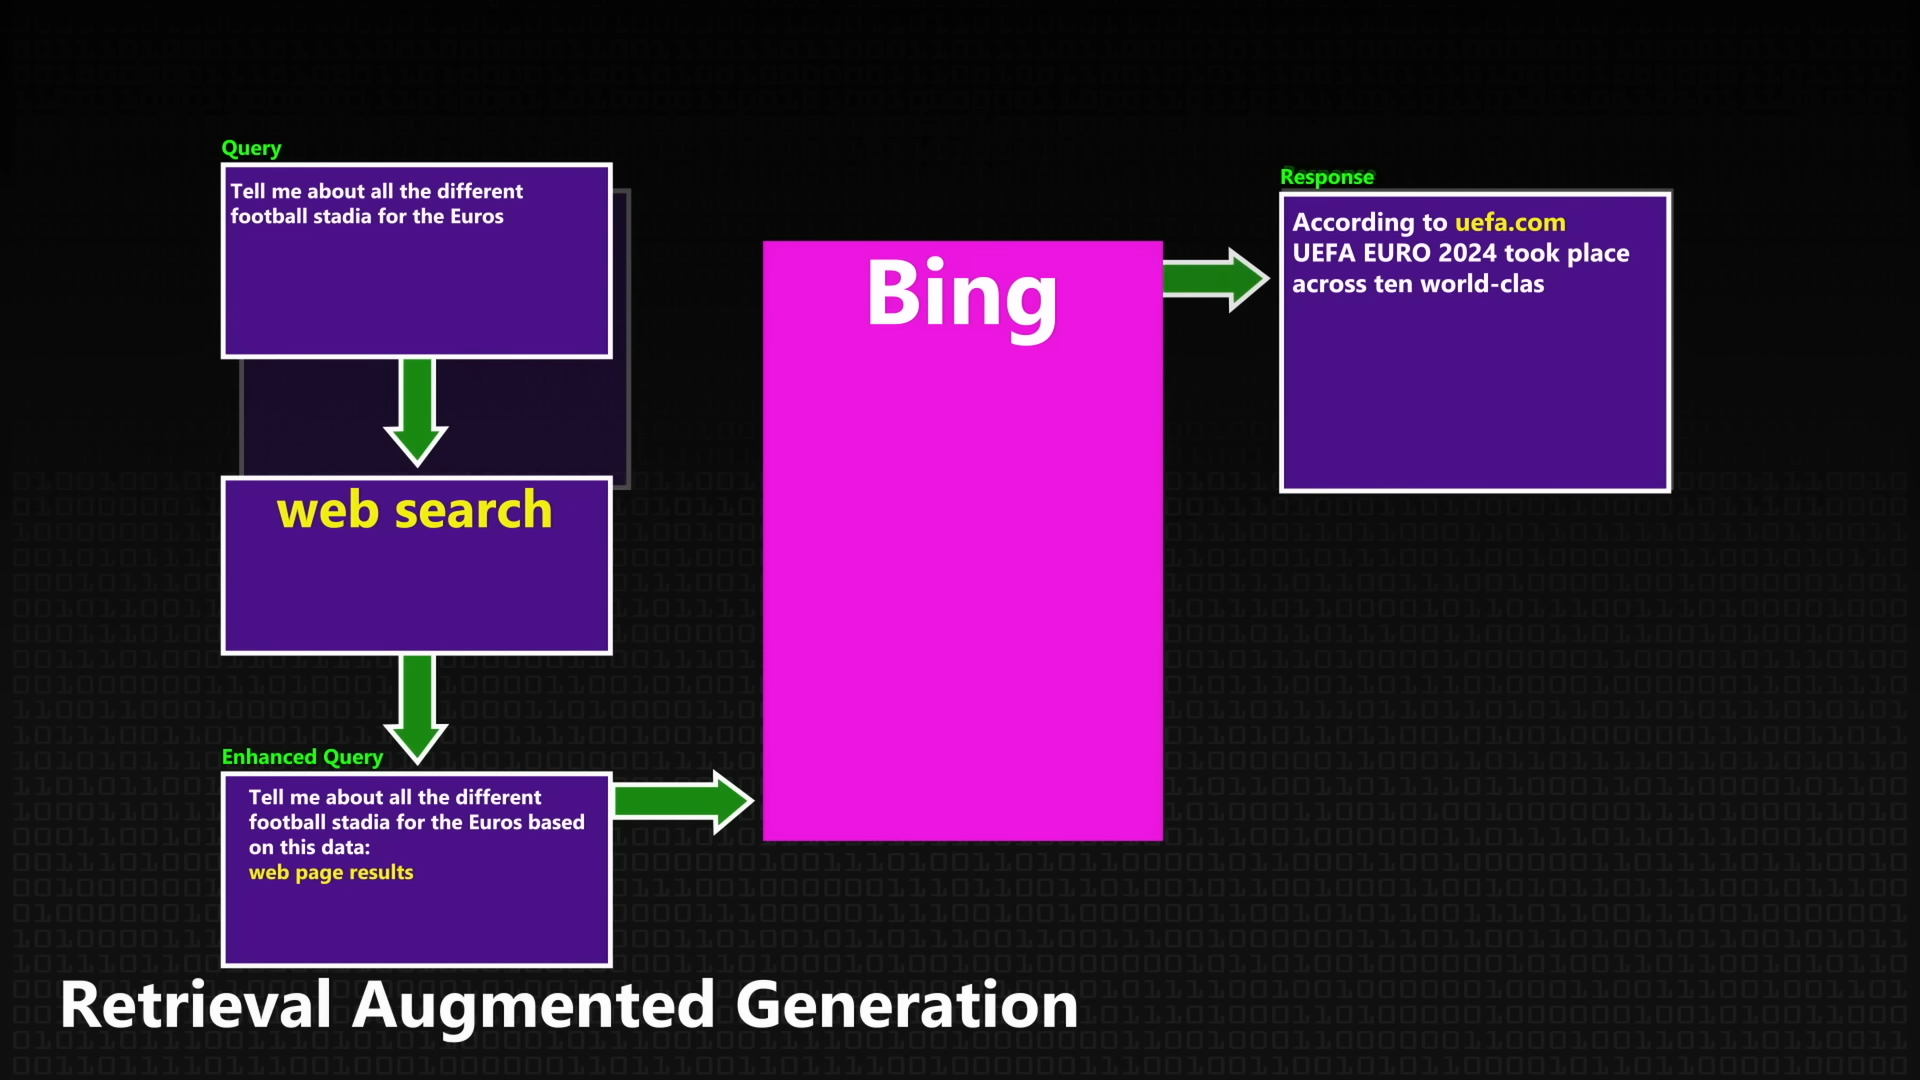 Query
Tell me about all the different
football stadia for the Euros
web search
Enhanced Query
Tell me about all the different
football stadia for the Euros based
on this data:
web page results
Bing
Response
According to uefa.com
UEFA EURO 2024 took place
across ten world-clas
Retrieval Augmented Generation